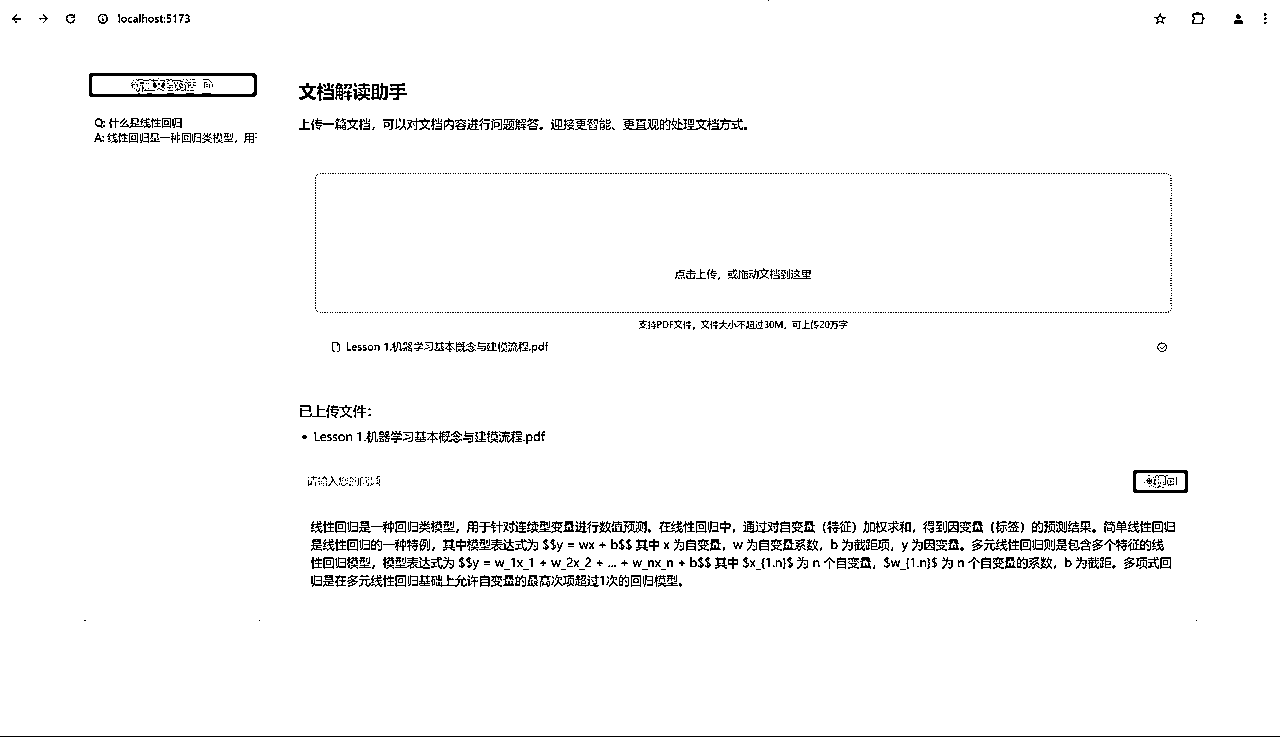 localhost:5173
新建文档对话
Q: 什么是线性回归
A: 线性回归是一种回归类模型，用于
文档解读助手
上传一篇文档，可以对文档内容进行问题解答。迎接更智能、更直观的处理文档方式。
点击上传，或拖动文档到这里
支持PDF文件，文件大小不超过30M，可上传20万字
Lesson 1.机器学习基本概念与建模流程.pdf
已上传文件：
• Lesson 1.机器学习基本概念与建模流程.pdf
请输入您的问题
线性回归是一种回归类模型，用于针对连续型变量进行数值预测。在线性回归中，通过对自变量（特征）加权求和，得到因变量（标签）的预测结果。简单线性回归
是线性回归的一种特例，其中模型表达式为 $$y = wx + b$$ 其中 x 为自变量，w 为自变量系数，b 为截距项，y 为因变量。多元线性回归则是包含多个特征的线
性回归模型，模型表达式为 $$y = w_1x_1 + w_2x_2 + ... + w_nx_n + b$$ 其中 $x_{1.n}$ 为 n 个自变量，$w_{1.n}$ 为 n 个自变量的系数，b 为截距。多项式回
归是在多元线性回归基础上允许自变量的最高次项超过1次的回归模型。